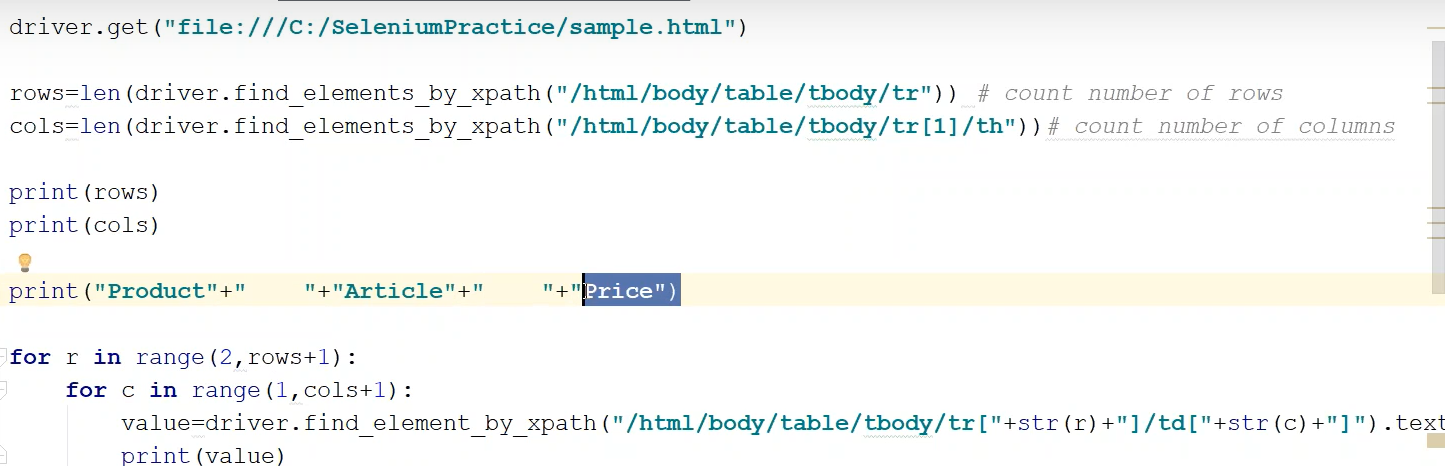 driver.get("file:///C:/SeleniumPractice/sample.html")
rows=len(driver.find_elements_by_xpath("/html/body/table/tbody/tr"))  # count number of rows
cols=len(driver.find_elements_by_xpath("/html/body/table/tbody/tr[1]/th"))# count number of columns
print(rows)
print(cols)
print("Product"+"    "+"Article"+"    "+"Price")
for r in range(2,rows+1):
    for c in range(1,cols+1):
        value=driver.find_element_by_xpath("/html/body/table/tbody/tr["+str(r)+"]/td["+str(c)+"]").text
        print(value)